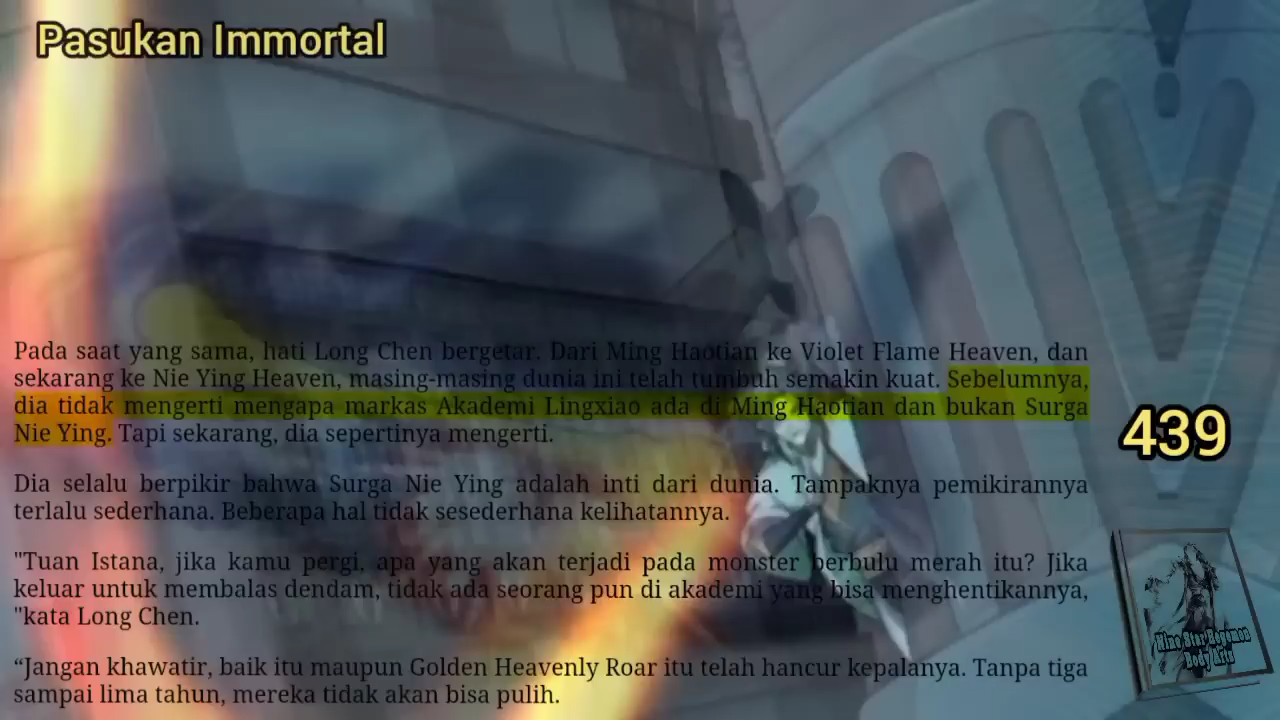 Pasukan Immortal
Pada saat yang sama, hati Long Chen bergetar. Dari Ming Haotian ke Violet Flame Heaven, dan
sekarang ke Nie Ying Heaven, masing-masing dunia ini telah tumbuh semakin kuat. Sebelumnya,
dia tidak mengerti mengapa markas Akademi Lingxiao ada di Ming Haotian dan bukan Surga
Nie Ying. Tapi sekarang, dia sepertinya mengerti.
439
Dia selalu berpikir bahwa Surga Nie Ying adalah inti dari dunia. Tampaknya pemikirannya
terlalu sederhana. Beberapa hal tidak sesederhana kelihatannya.
"Tuan Istana, jika kamu pergi, apa yang akan terjadi pada monster berbulu merah itu? Jika
keluar untuk membalas dendam, tidak ada seorang pun di akademi yang bisa menghentikannya,
"kata Long Chen.
“Jangan khawatir, baik itu maupun Golden Heavenly Roar itu telah hancur kepalanya. Tanpa tiga
sampai lima tahun, mereka tidak akan bisa pulih.
Nine Star Hegemon
Body Arts